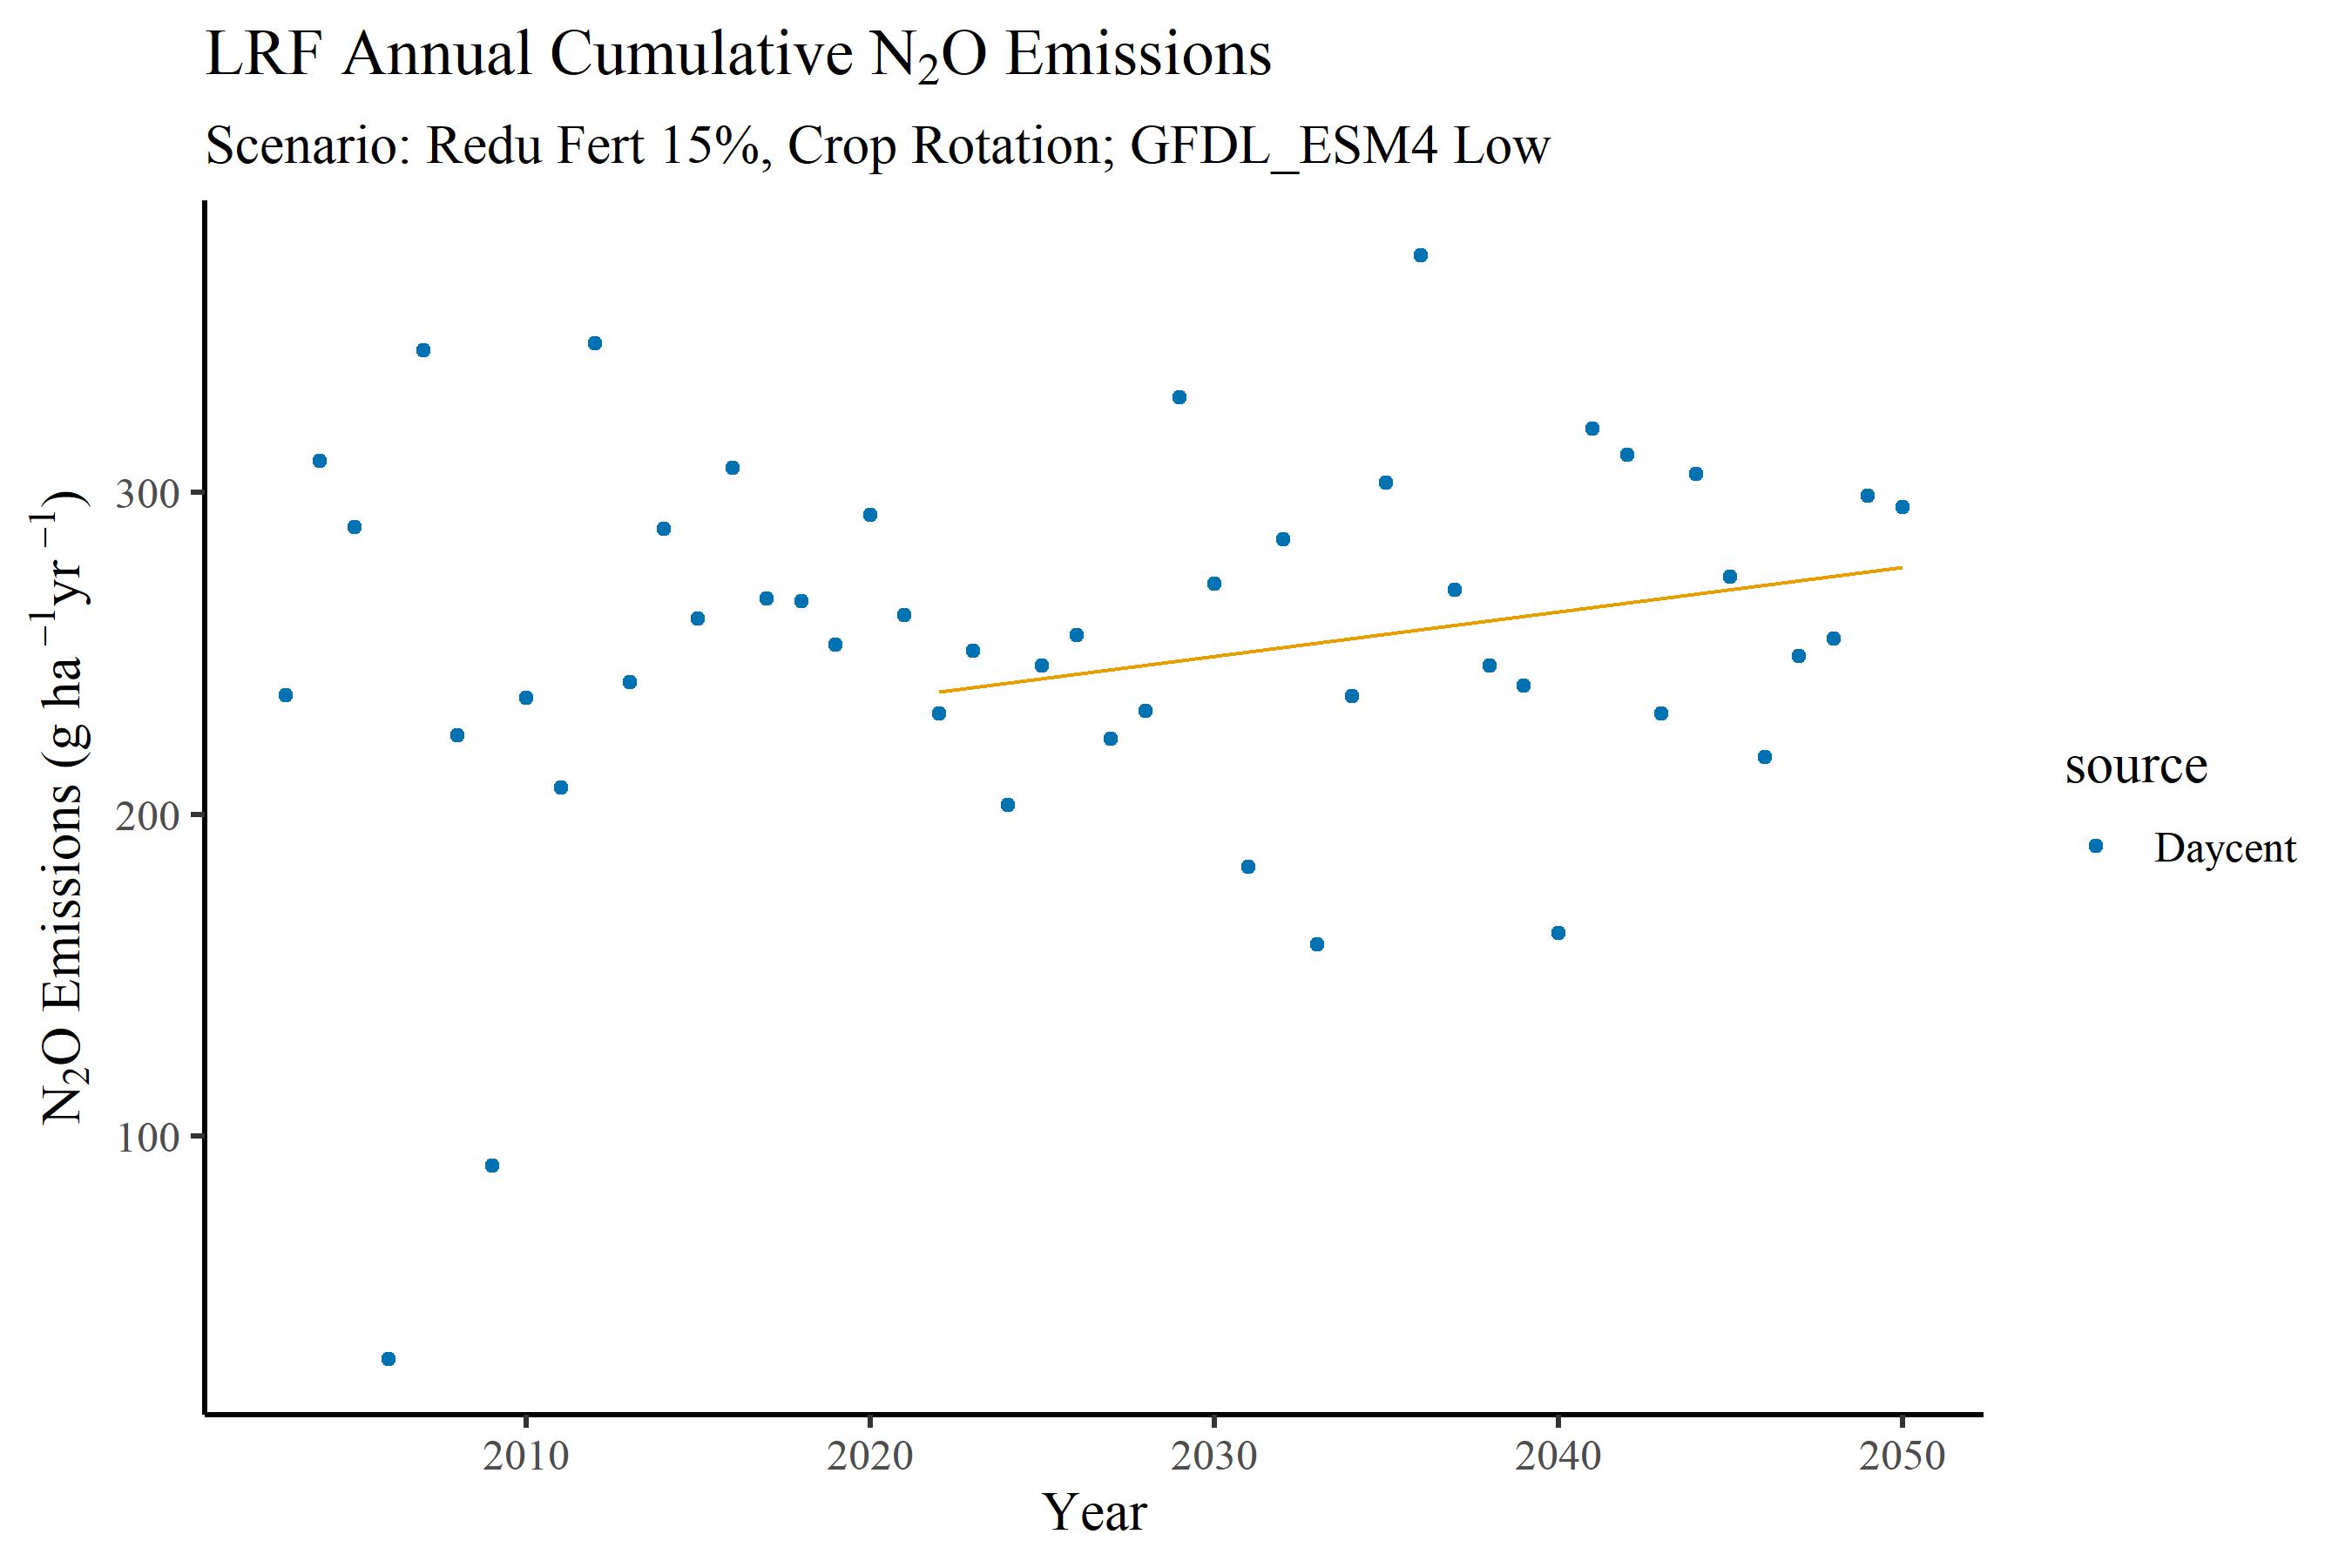 LRF Annual Cumulative N₂O Emissions
Scenario: Redu Fert 15%, Crop Rotation; GFDL_ESM4 Low
N₂O Emissions (g ha ⁻¹yr ⁻¹)
300
200
100
2010
2020
2030
2040
2050
Year
source
Daycent